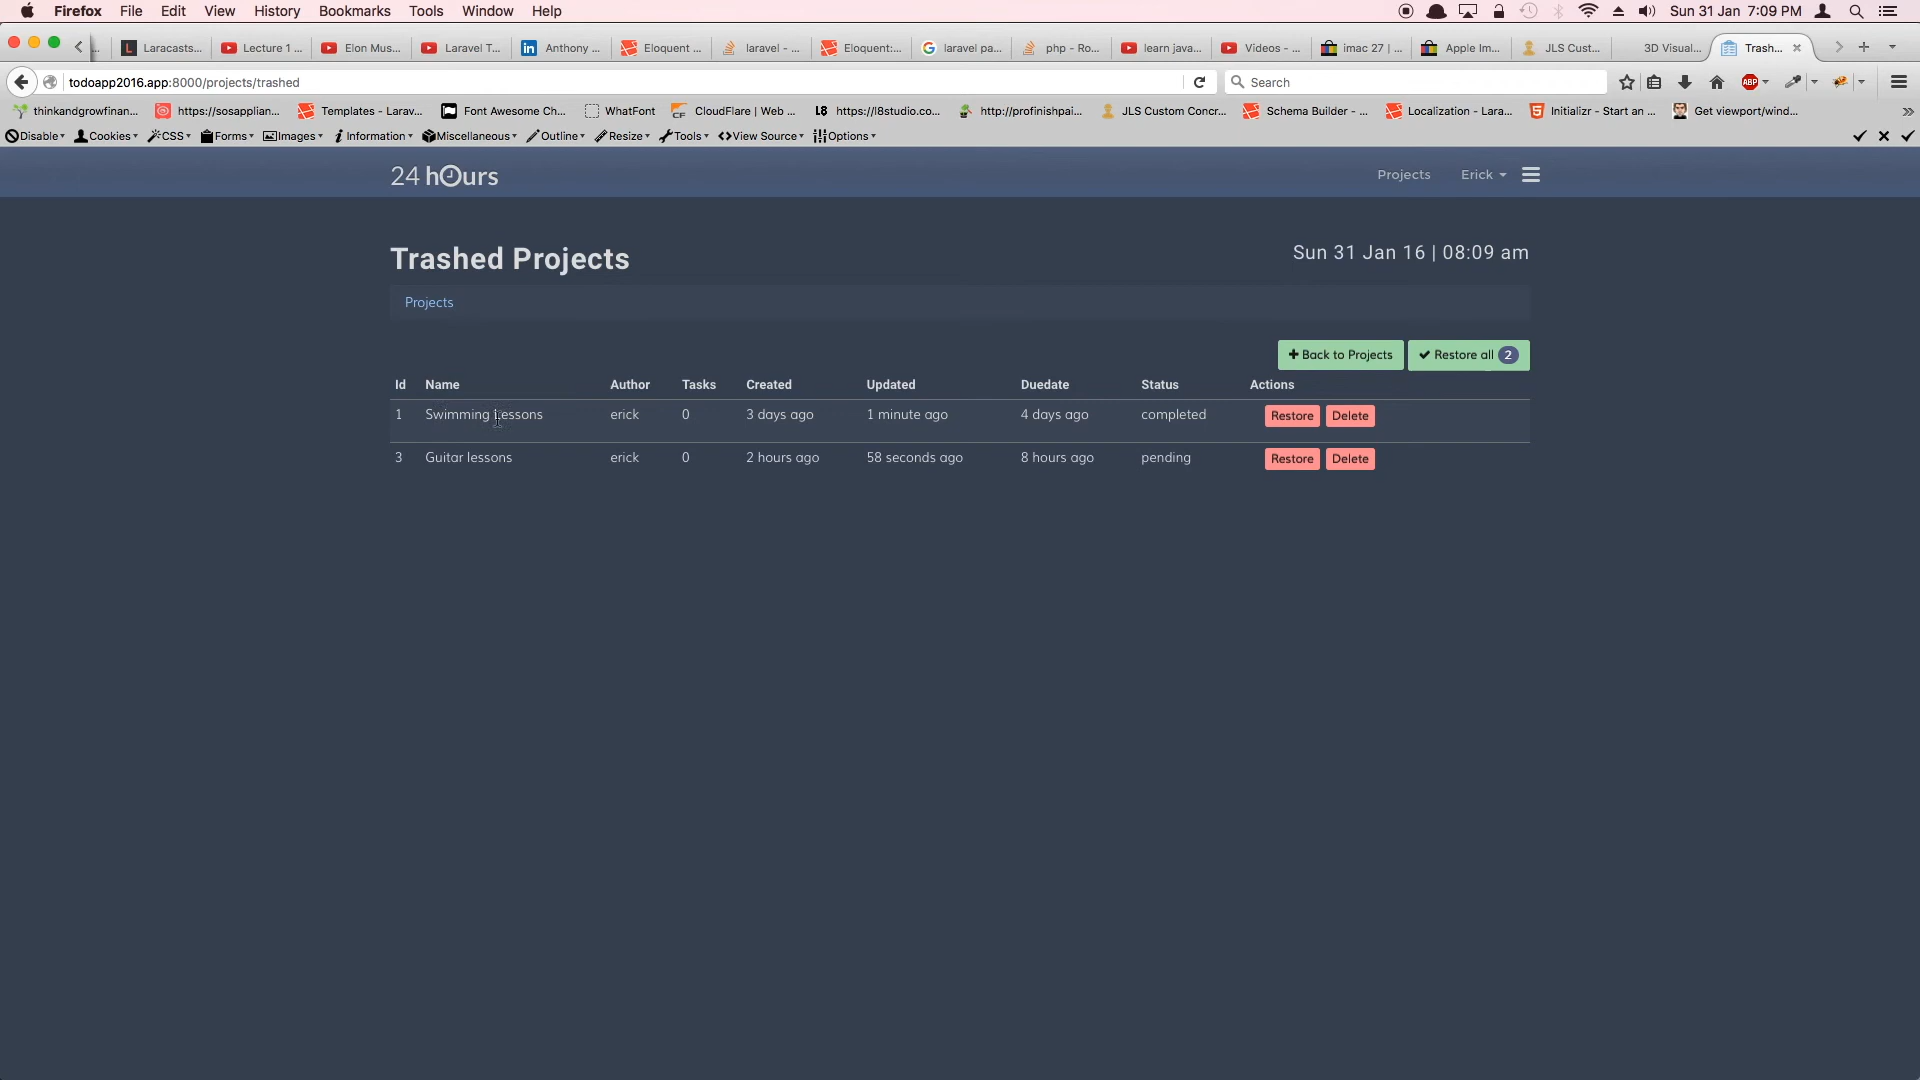 Firefox File Edit View History Bookmarks Tools Window Help Sun 31 Jan 7:09 PM
Laracasts... Lecture 1 ... Elon Mus... Laravel T... Anthony ... Eloquent ... laravel - ... Eloquent:... laravel pa... php - Ro... learn java... Videos - ... imac 27 | ... Apple Im... JLS Cust... 3D Visual... Trash...
todoapp2016.app:8000/projects/trashed Search ABP
thinkandgrowfinan... https://sosapplian... Templates - Larav... Font Awesome Ch... WhatFont CloudFlare | Web ... L8 https://l8studio.co... http://profinishpai... JLS Custom Concr... Schema Builder - ... Localization - Lara... Initializr - Start an ... Get viewport/wind...
Disable Cookies CSS Forms Images Information Miscellaneous Outline Resize Tools View Source Options
24 hours Projects Erick
Trashed Projects Sun 31 Jan 16 | 08:09 am
Projects
Back to Projects Restore all 2
Id Name Author Tasks Created Updated Duedate Status Actions
1 Swimming Lessons erick 0 3 days ago 1 minute ago 4 days ago completed Restore Delete
3 Guitar lessons erick 0 2 hours ago 58 seconds ago 8 hours ago pending Restore Delete